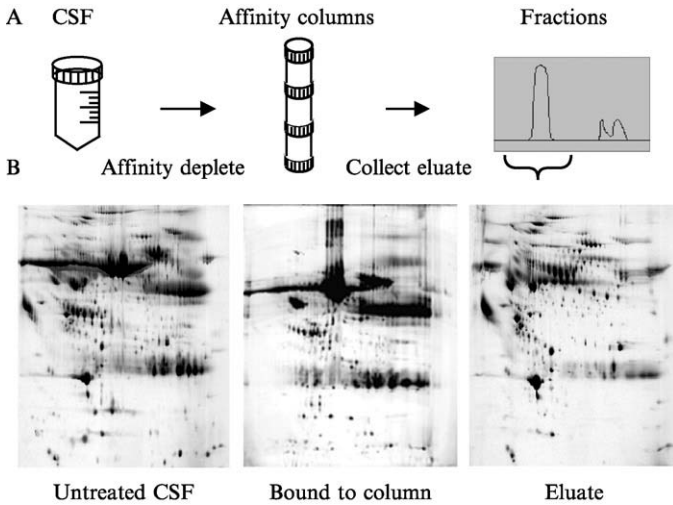 A CSF Affinity columns Fractions
B Affinity deplete Collect eluate
Untreated CSF Bound to column Eluate